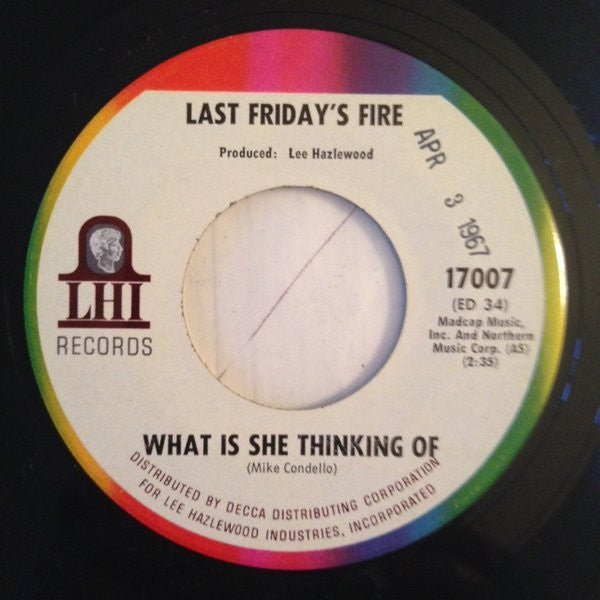 LAST FRIDAY'S FIRE
Produced: Lee Hazlewood
APR 3 1967
LHI
RECORDS
17007
(ED 34)
Madcap Music,
Inc. And Northern
Music Corp. (AS)
(2:35)
WHAT IS SHE THINKING OF
(Mike Condello)
DISTRIBUTED BY DECCA DISTRIBUTING CORPORATION
FOR LEE HAZLEWOOD INDUSTRIES, INCORPORATED